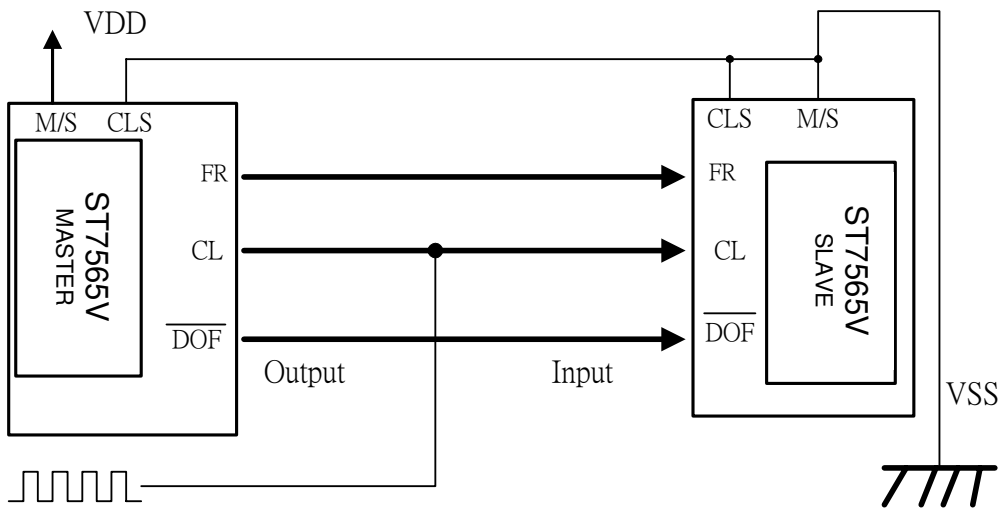 VDD
M/S CLS
CLS M/S
FR
FR
ST7565V
MASTER
CL
CL
ST7565V
SLAVE
DOF
DOF
Output
Input
VSS